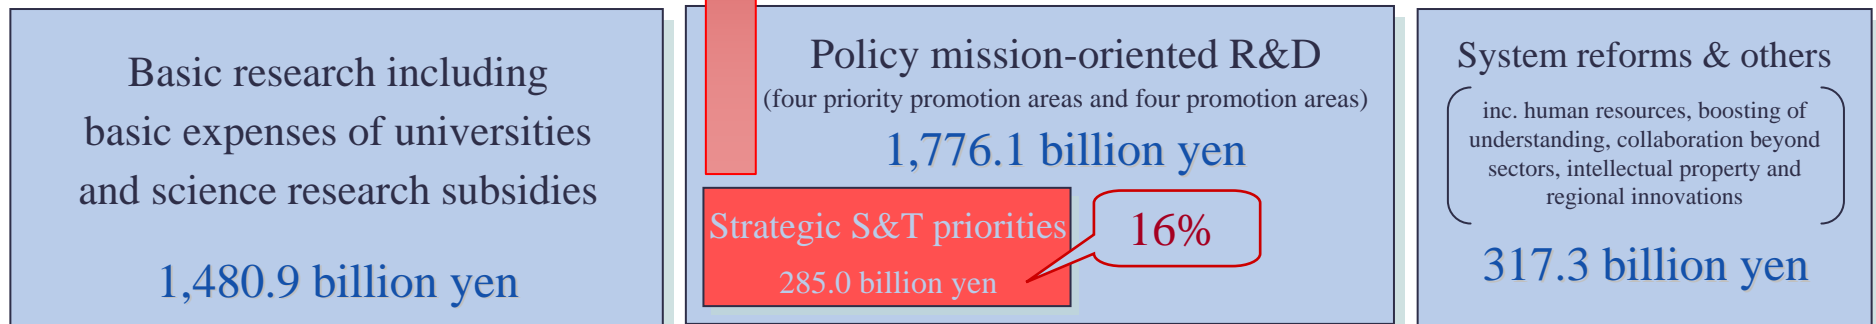 Basic research including
basic expenses of universities
and science research subsidies
1,480.9 billion yen
Policy mission-oriented R&D
(four priority promotion areas and four promotion areas)
1,776.1 billion yen
Strategic S&T priorities
285.0 billion yen
16%
System reforms & others
inc. human resources, boosting of
understanding, collaboration beyond
sectors, intellectual property and
regional innovations
317.3 billion yen